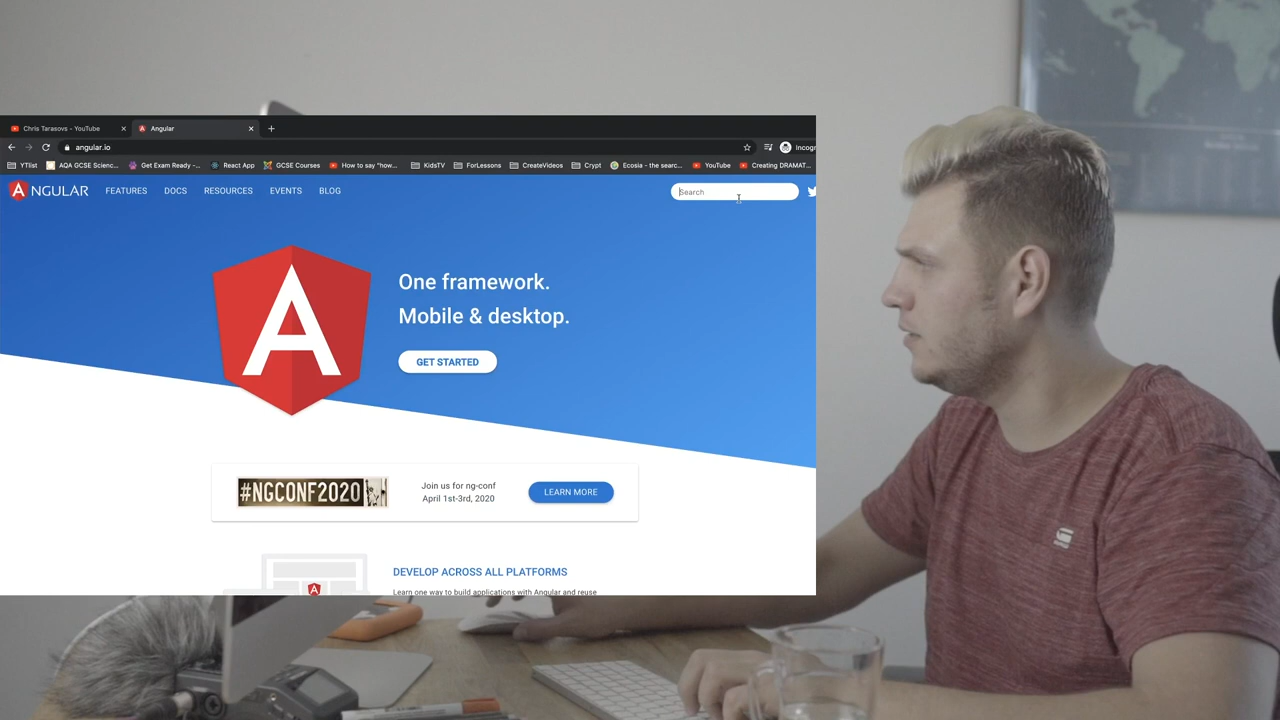 Chris Tarasovs - YouTube
Angular
angular.io
Incogn
YTlist
AQA GCSE Scienc...
Get Exam Ready -...
React App
GCSE Courses
How to say "how...
KidsTV
ForLessons
CreateVideos
Crypt
Ecosia - the searc...
YouTube
Creating DRAMAT...
A
NGULAR
FEATURES
DOCS
RESOURCES
EVENTS
BLOG
Search
A
One framework.
Mobile & desktop.
GET STARTED
#NGCONF2020
Join us for ng-conf
April 1st-3rd, 2020
LEARN MORE
DEVELOP ACROSS ALL PLATFORMS
Learn one way to build applications with Angular and reuse